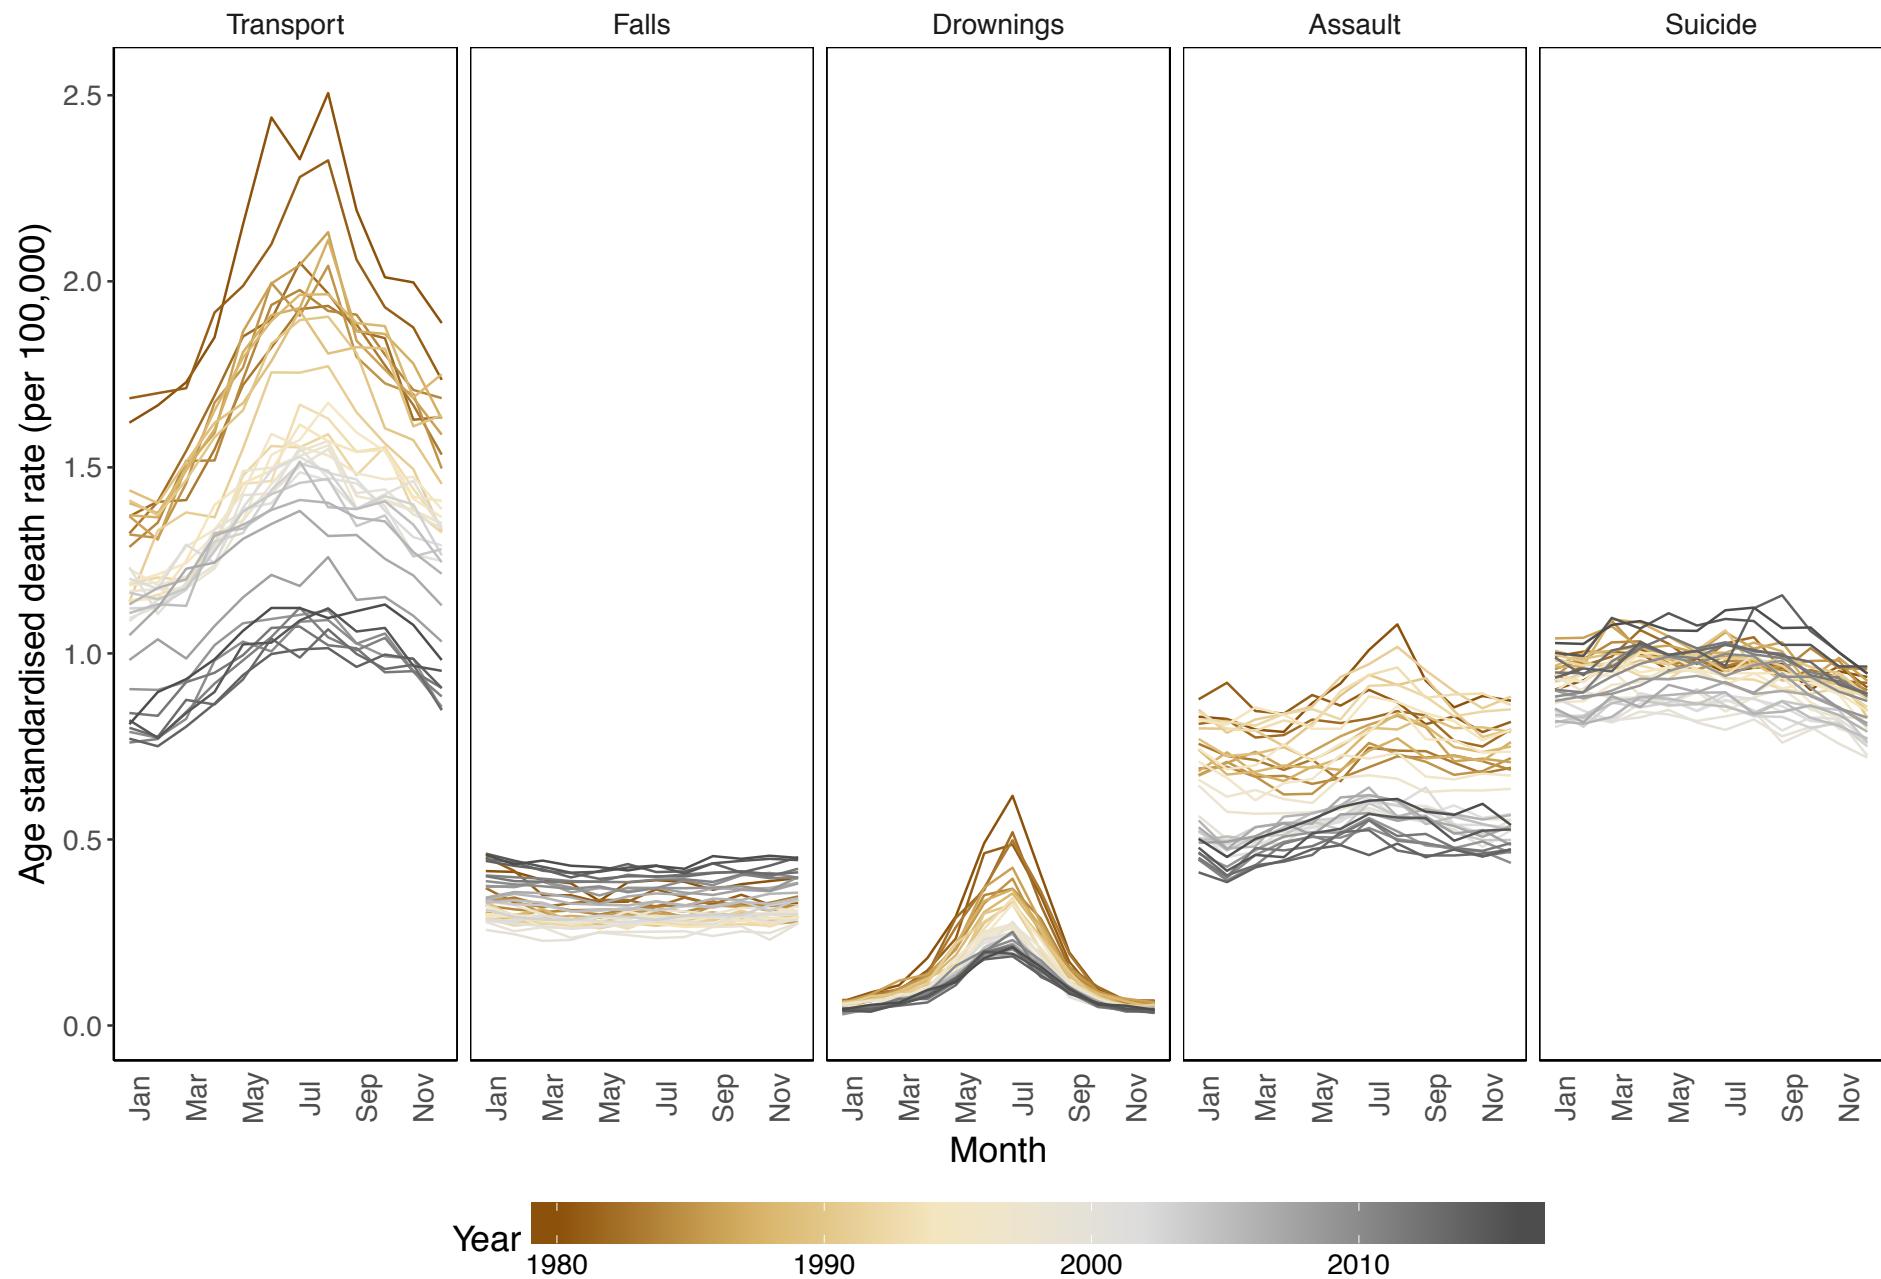 Transport Falls Drownings Assault Suicide
Age standardised death rate (per 100,000)
2.5
2.0
1.5
1.0
0.5
0.0
Jan Mar May Jul Sep Nov Jan Mar May Jul Sep Nov Jan Mar May Jul Sep Nov Jan Mar May Jul Sep Nov Jan Mar May Jul Sep Nov
Month
Year
1980 1990 2000 2010